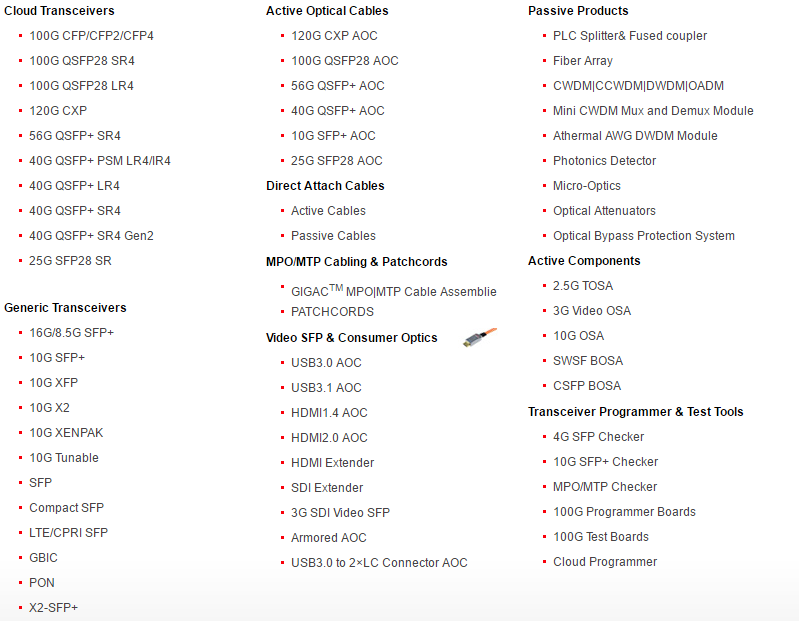 Cloud Transceivers
100G CFP/CFP2/CFP4
100G QSFP28 SR4
100G QSFP28 LR4
120G CXP
56G QSFP+ SR4
40G QSFP+ PSM LR4/IR4
40G QSFP+ LR4
40G QSFP+ SR4
40G QSFP+ SR4 Gen2
25G SFP28 SR
Generic Transceivers
16G/8.5G SFP+
10G SFP+
10G XFP
10G X2
10G XENPAK
10G Tunable
SFP
Compact SFP
LTE/CPRI SFP
GBIC
PON
X2-SFP+
Active Optical Cables
120G CXP AOC
100G QSFP28 AOC
56G QSFP+ AOC
40G QSFP+ AOC
10G SFP+ AOC
25G SFP28 AOC
Direct Attach Cables
Active Cables
Passive Cables
MPO/MTP Cabling & Patchcords
GIGAC™ MPO|MTP Cable Assemblie
PATCHCORDS
Video SFP & Consumer Optics
USB3.0 AOC
USB3.1 AOC
HDMI1.4 AOC
HDMI2.0 AOC
HDMI Extender
SDI Extender
3G SDI Video SFP
Armored AOC
USB3.0 to 2×LC Connector AOC
Passive Products
PLC Splitter& Fused coupler
Fiber Array
CWDM|CCWDM|DWDM|OADM
Mini CWDM Mux and Demux Module
Athermal AWG DWDM Module
Photonics Detector
Micro-Optics
Optical Attenuators
Optical Bypass Protection System
Active Components
2.5G TOSA
3G Video OSA
10G OSA
SWSF BOSA
CSFP BOSA
Transceiver Programmer & Test Tools
4G SFP Checker
10G SFP+ Checker
MPO/MTP Checker
100G Programmer Boards
100G Test Boards
Cloud Programmer